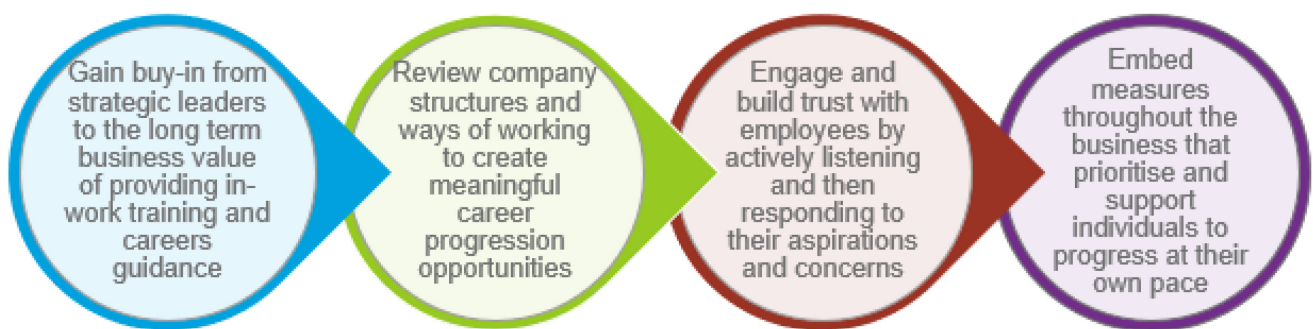 Gain buy-in from
strategic leaders
to the long term
business value
of providing in-
work training and
careers
guidance
Review company
structures and
ways of working
to create
meaningful
career
progression
opportunities
Engage and
build trust with
employees by
actively listening
and then
responding to
their aspirations
and concerns
Embed
measures
throughout the
business that
prioritise and
support
individuals to
progress at their
own pace